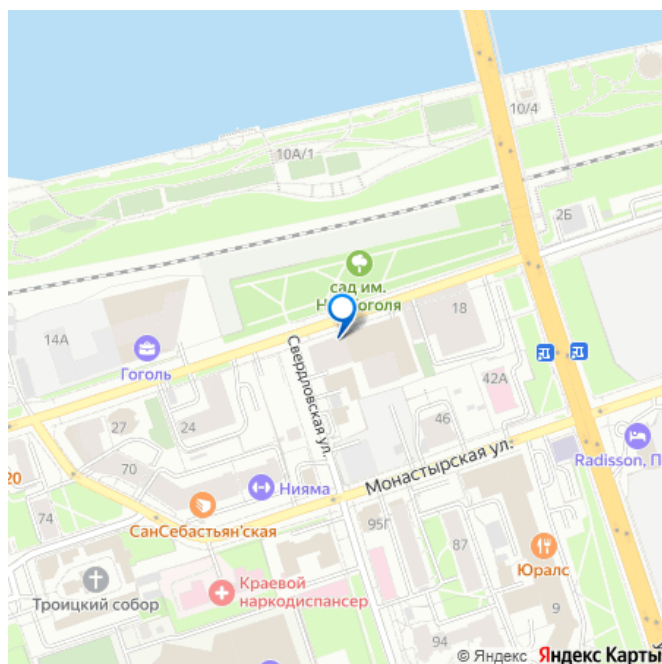 10/4
10А/1
2Б
сад им.
Н. Гоголя
18
14А
Гоголь
Свердловская ул.
42А
27
24
46
Монастырская ул.
Radisson, П
70
20
Нияма
74
СанСебастьян'ская
95Г
87
Юралс
Троицкий собор
Краевой
наркодиспансер
9
94
© Яндекс Яндекс Карты